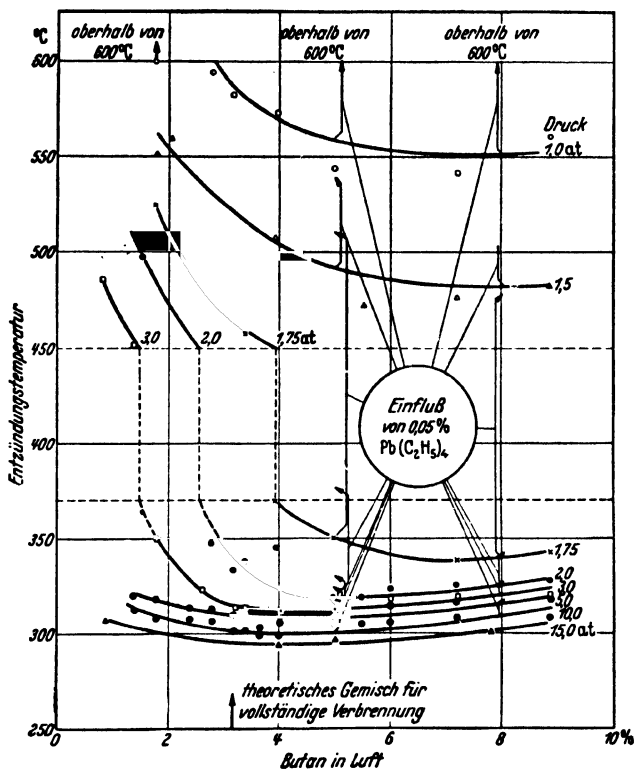 °C
oberhalb von
600°C
oberhalb von
600°C
oberhalb von
600°C
600
550
500
450
400
350
300
250
Entzündungstemperatur
Druck
1,0 at
1,5
3,0
2,0
1,75 at
Einfluß
von 0,05%
Pb(C₂H₅)₄
1,75
2,0
3,0
5,0
10,0
15,0 at
theoretisches Gemisch für
vollständige Verbrennung
0
2
4
6
8
10%
Butan in Luft